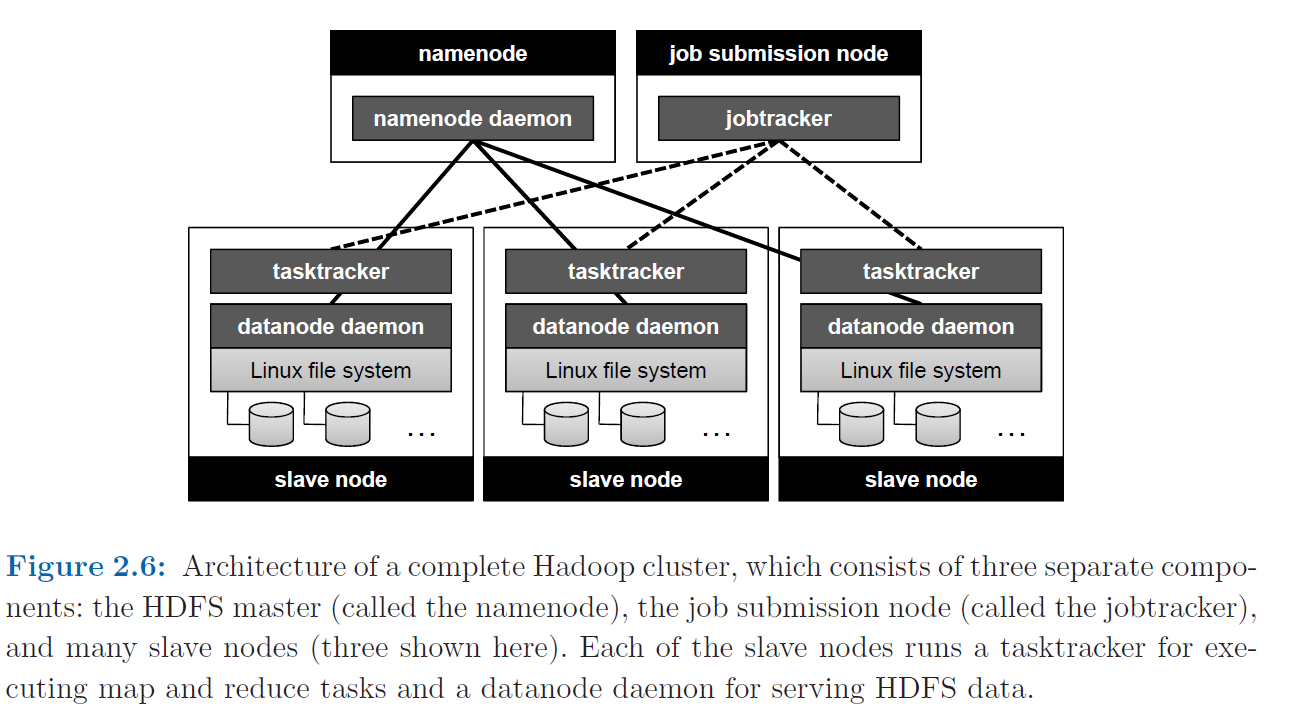 namenode
job submission node
namenode daemon
jobtracker
tasktracker
tasktracker
tasktracker
datanode daemon
datanode daemon
datanode daemon
Linux file system
Linux file system
Linux file system
...
...
...
slave node
slave node
slave node
Figure 2.6: Architecture of a complete Hadoop cluster, which consists of three separate compo-
nents: the HDFS master (called the namenode), the job submission node (called the jobtracker),
and many slave nodes (three shown here). Each of the slave nodes runs a tasktracker for exe-
cuting map and reduce tasks and a datanode daemon for serving HDFS data.